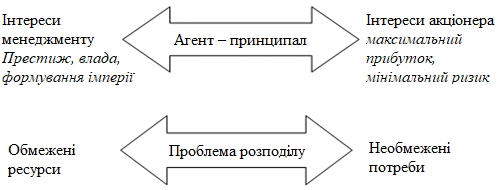 Інтереси
менеджменту
Престиж, влада,
формування імперії
Агент – принципал
Інтереси акціонера
максимальний
прибуток,
мінімальний ризик
Обмежені
ресурси
Проблема розподілу
Необмежені
потреби